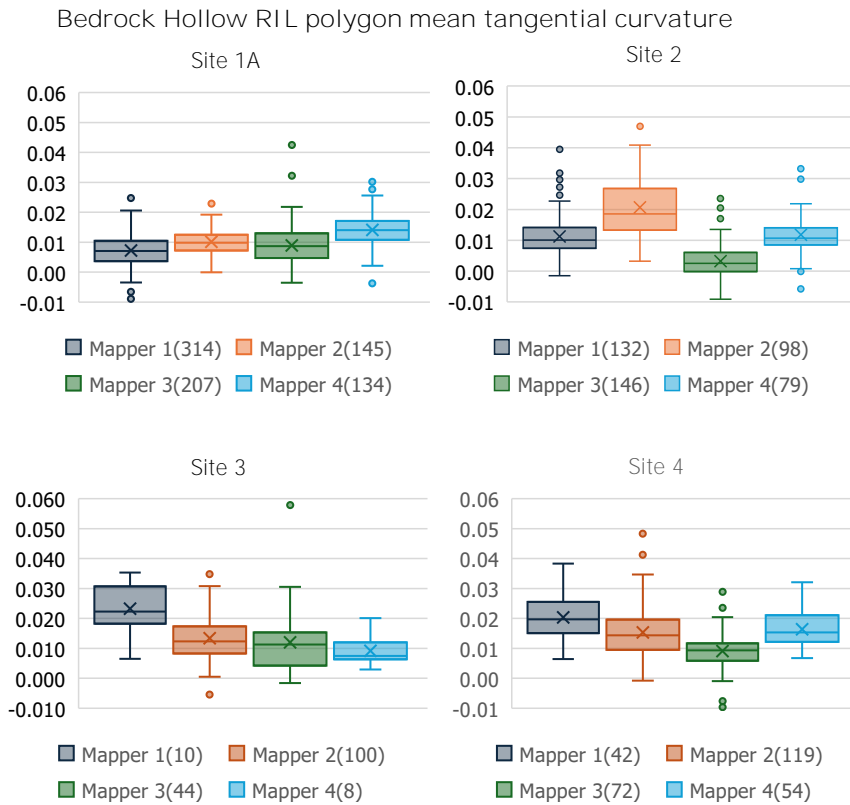 Bedrock Hollow RIL polygon mean tangential curvature
Site 1A
0.06
0.05
0.04
0.03
0.02
0.01
0.00
-0.01
Mapper 1(314) Mapper 2(145)
Mapper 3(207) Mapper 4(134)
Site 2
0.06
0.05
0.04
0.03
0.02
0.01
0.00
-0.01
Mapper 1(132) Mapper 2(98)
Mapper 3(146) Mapper 4(79)
Site 3
0.060
0.050
0.040
0.030
0.020
0.010
0.000
-0.010
Mapper 1(10) Mapper 2(100)
Mapper 3(44) Mapper 4(8)
Site 4
0.06
0.05
0.04
0.03
0.02
0.01
0.00
-0.01
Mapper 1(42) Mapper 2(119)
Mapper 3(72) Mapper 4(54)